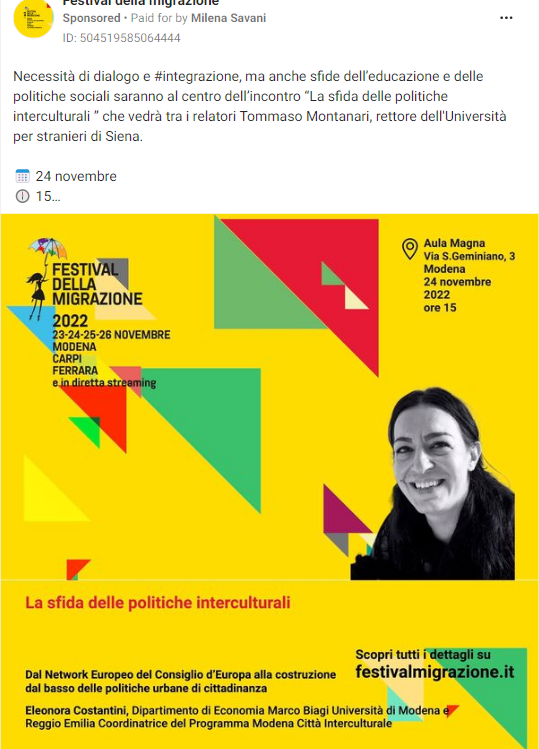 Festival della migrazione
Sponsored • Paid for by Milena Savani
ID: 504519585064444
Necessità di dialogo e #integrazione, ma anche sfide dell'educazione e delle
politiche sociali saranno al centro dell'incontro “La sfida delle politiche
interculturali ” che vedrà tra i relatori Tommaso Montanari, rettore dell'Università
per stranieri di Siena.
24 novembre
15...
FESTIVAL
DELLA
MIGRAZIONE
2022
23-24-25-26 NOVEMBRE
MODENA
CARPI
FERRARA
e in diretta streaming
Aula Magna
Via S.Geminiano, 3
Modena
24 novembre
2022
ore 15
La sfida delle politiche interculturali
Scopri tutti i dettagli su
festivalmigrazione.it
Dal Network Europeo del Consiglio d'Europa alla costruzione
dal basso delle politiche urbane di cittadinanza
Eleonora Costantini, Dipartimento di Economia Marco Biagi Università di Modena e
Reggio Emilia Coordinatrice del Programma Modena Città Interculturale